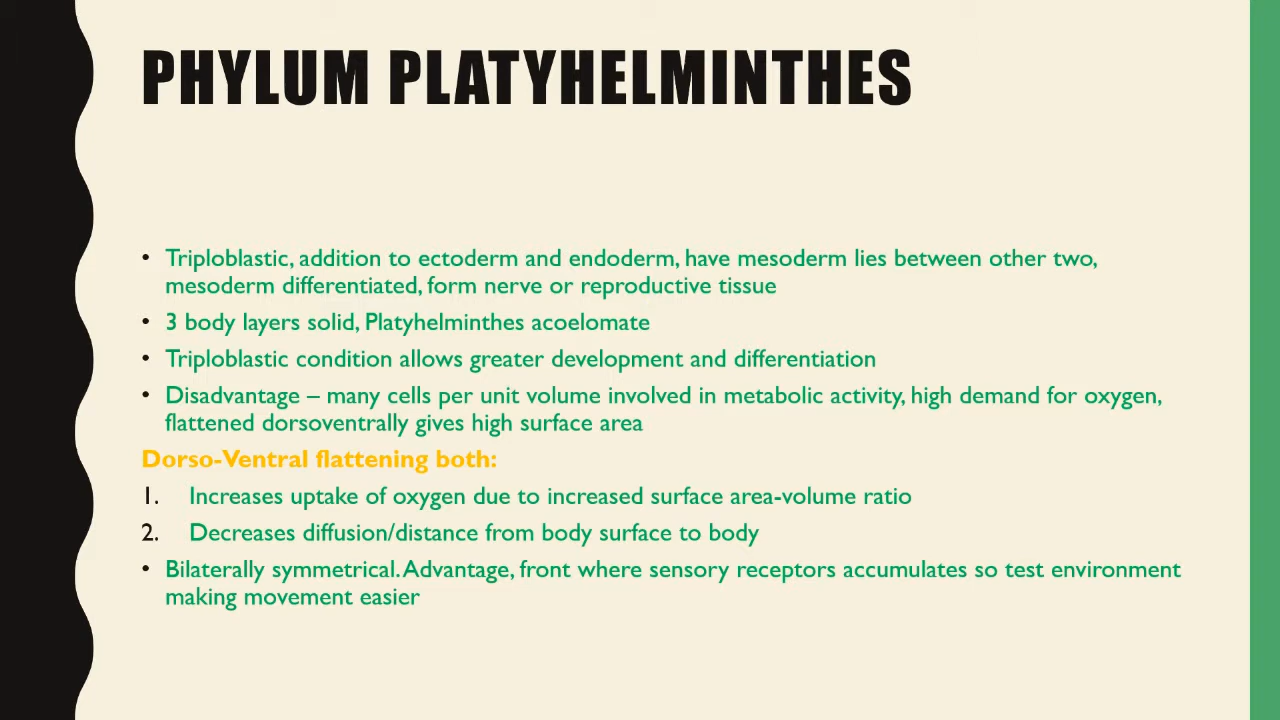 PHYLUM PLATYHELMINTHES
• Triploblastic, addition to ectoderm and endoderm, have mesoderm lies between other two,
mesoderm differentiated, form nerve or reproductive tissue
• 3 body layers solid, Platyhelminthes acoelomate
• Triploblastic condition allows greater development and differentiation
• Disadvantage – many cells per unit volume involved in metabolic activity, high demand for oxygen,
flattened dorsoventrally gives high surface area
Dorso-Ventral flattening both:
1. Increases uptake of oxygen due to increased surface area-volume ratio
2. Decreases diffusion/distance from body surface to body
• Bilaterally symmetrical. Advantage, front where sensory receptors accumulates so test environment
making movement easier